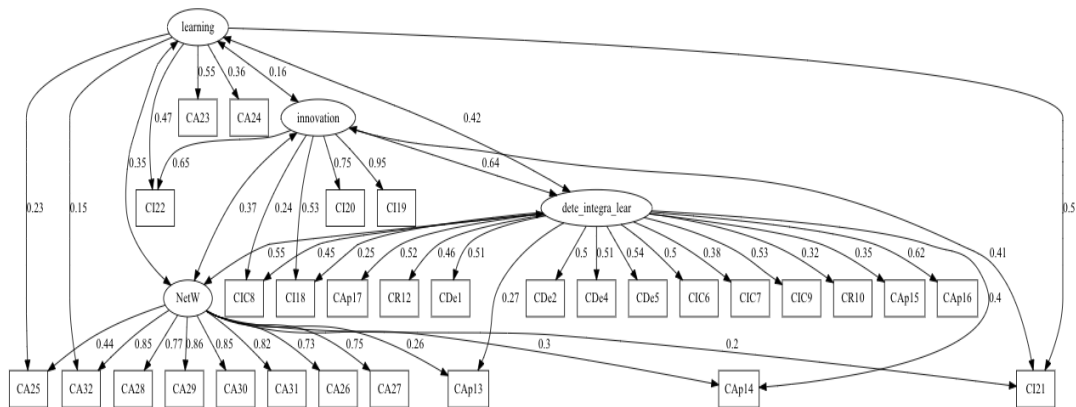 learning
0.55 0.36 0.16
CA23 CA24
0.47 innovation 0.42
0.35 0.65 0.75 0.95 0.64
0.23 0.15 CI22 0.37 0.24 0.53 CI20 CI19 dete_integra_lear 0.5
0.55 0.45 0.25 0.52 0.46 0.51 0.5 0.51 0.54 0.5 0.38 0.53 0.32 0.35 0.62 0.41
NetW CIC8 CI18 CAp17 CR12 CDe1 0.27 CDe2 CDe4 CDe5 CIC6 CIC7 CIC9 CR10 CAp15 CAp16 0.4
0.44 0.85 0.77 0.86 0.85 0.82 0.73 0.75 0.26 0.3 0.2
CA25 CA32 CA28 CA29 CA30 CA31 CA26 CA27 CAp13 CAp14 CI21